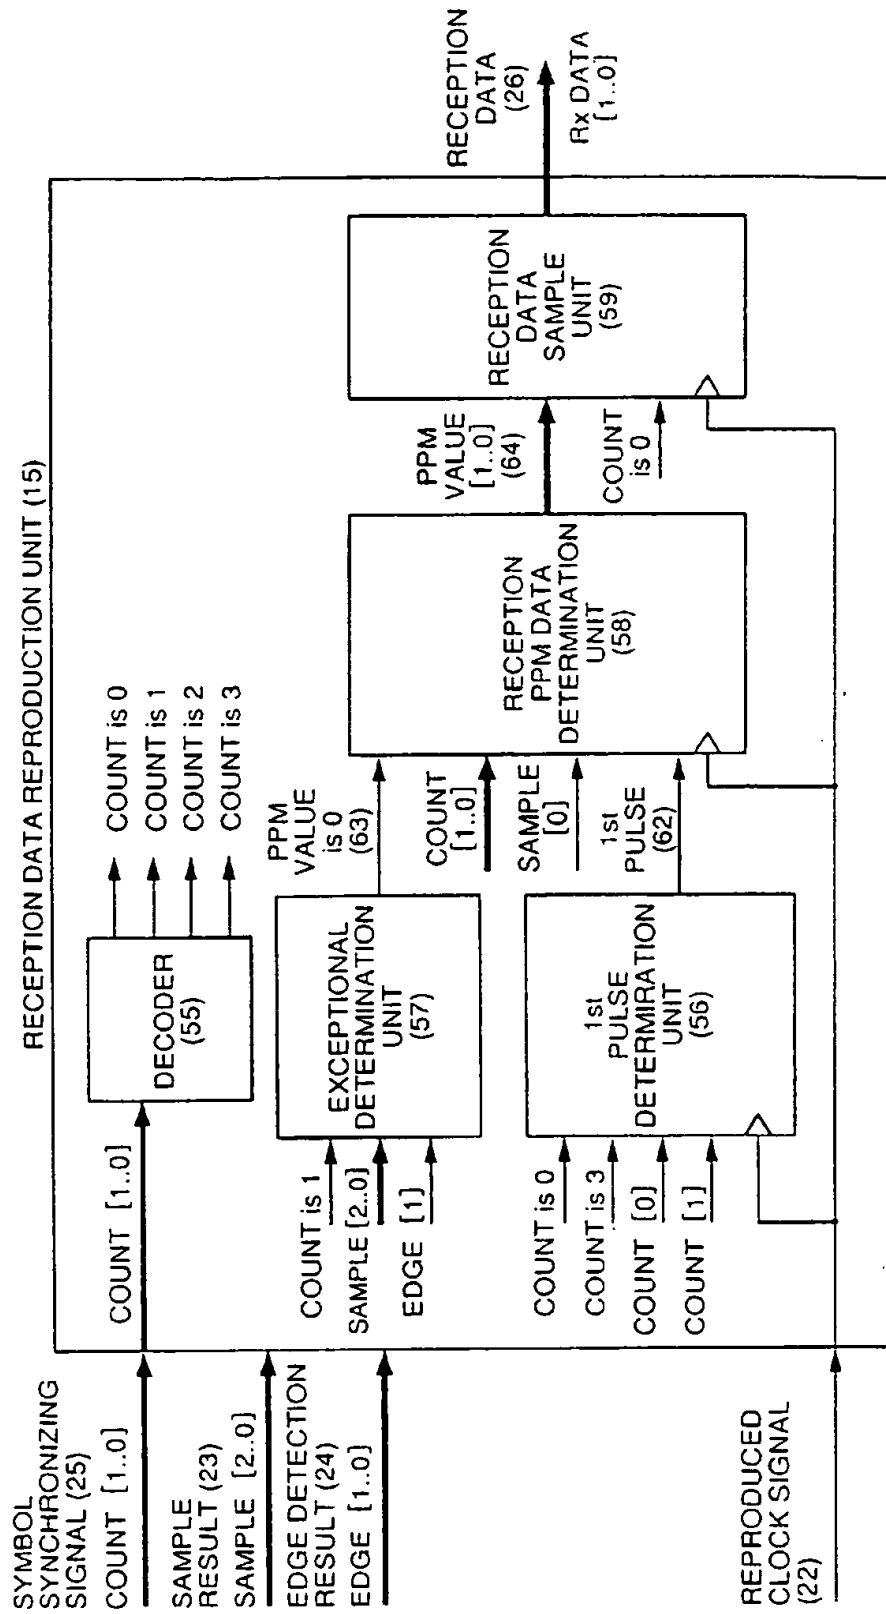 RECEPTION DATA REPRODUCTION UNIT (15)
SYMBOL
SYNCHRONIZING
SIGNAL (25)
COUNT [1..0]
SAMPLE
RESULT (23)
SAMPLE [2..0]
EDGE DETECTION
RESULT (24)
EDGE [1..0]
REPRODUCED
CLOCK SIGNAL
(22)
COUNT [1..0]
DECODER
(55)
COUNT is 0
COUNT is 1
COUNT is 2
COUNT is 3
COUNT is 1
SAMPLE [2..0]
EDGE [1]
EXCEPTIONAL
DETERMINATION
UNIT
(57)
COUNT is 0
COUNT is 3
COUNT [0]
COUNT [1]
1st
PULSE
DETERMIRATION
UNIT
(56)
PPM
VALUE
is 0
(63)
COUNT
[1..0]
SAMPLE
[0]
1st
PULSE
(62)
RECEPTION
PPM DATA
DETERMINATION
UNIT
(58)
PPM
VALUE
[1..0]
(64)
COUNT
is 0
RECEPTION
DATA
SAMPLE
UNIT
(59)
RECEPTION
DATA
(26)
Rx DATA
[1..0]